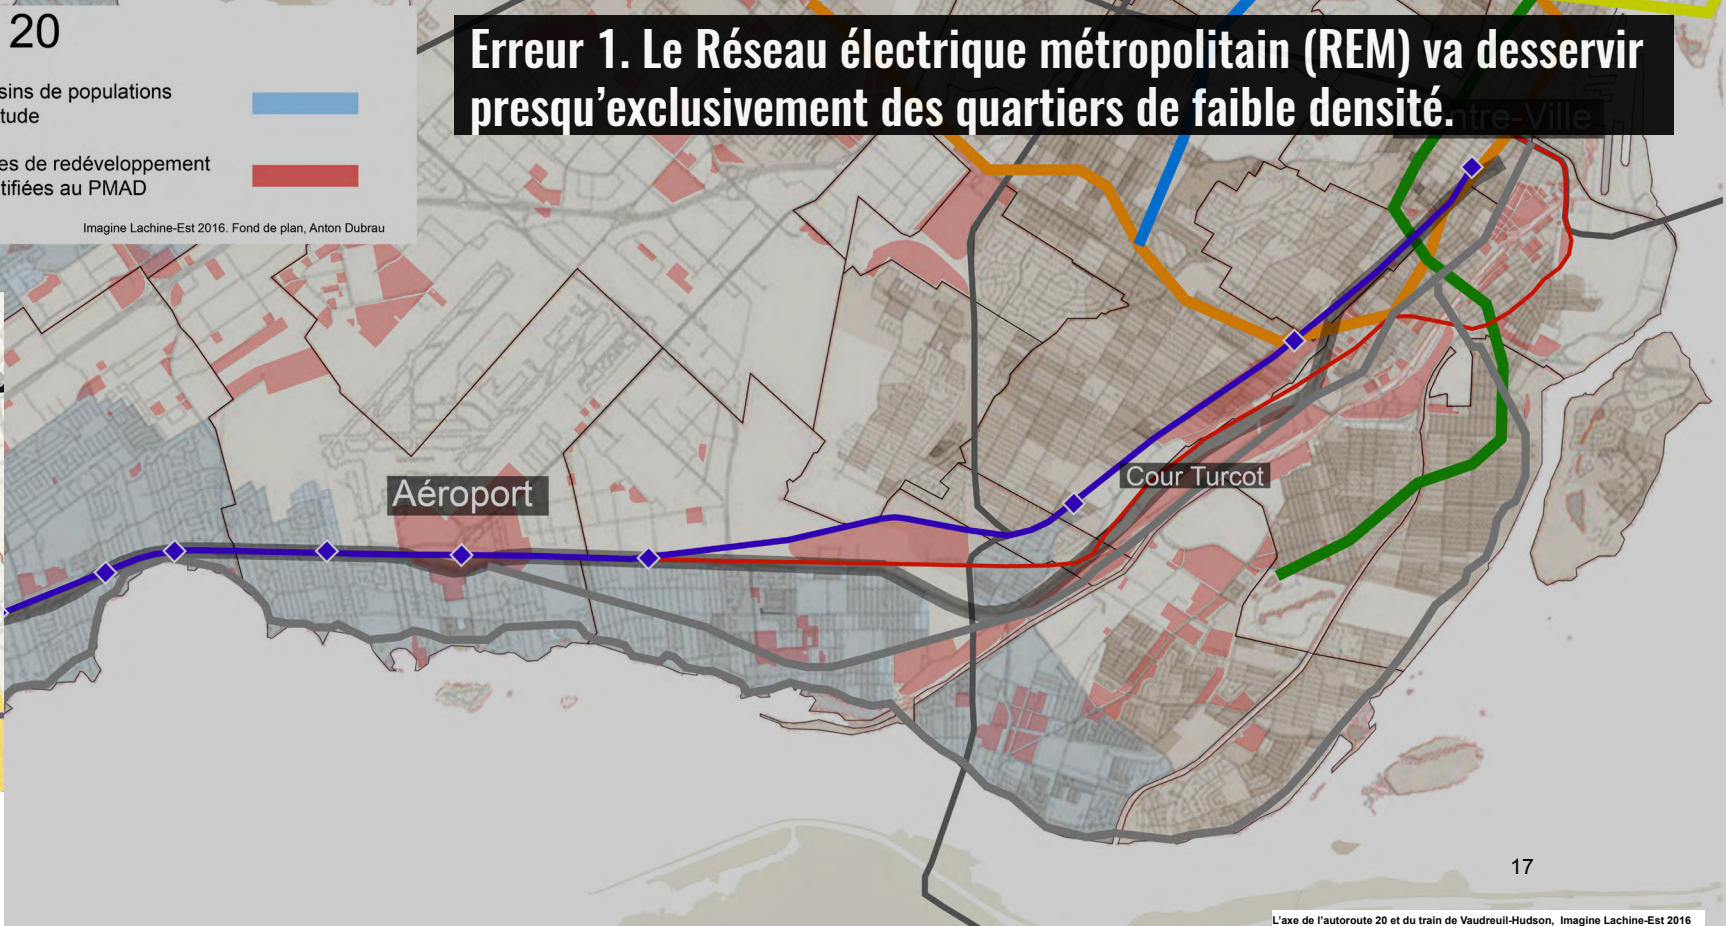 20
Erreur 1. Le Réseau électrique métropolitain (REM) va desservir
presqu'exclusivement des quartiers de faible densité.
sins de populations
tude
es de redéveloppement
tifiées au PMAD
Imagine Lachine-Est 2016. Fond de plan, Anton Dubrau
ntre-Ville
Aéroport
Cour Turcot
17
L'axe de l'autoroute 20 et du train de Vaudreuil-Hudson, Imagine Lachine-Est 2016